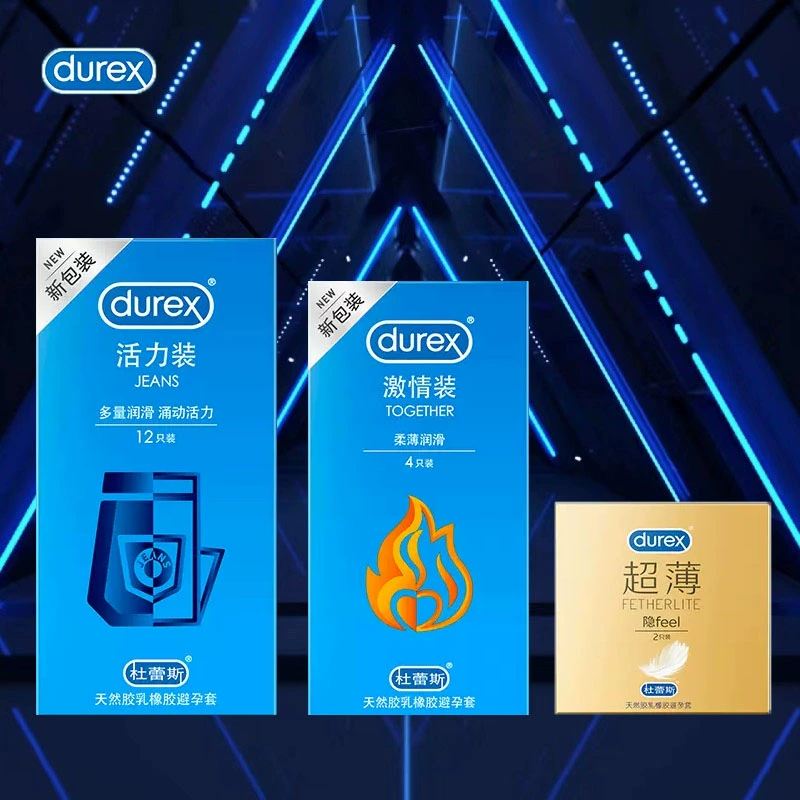 durex
NEW
新包装
durex®
活力装
JEANS
多量润滑 涌动活力
12只装
JEANS
杜蕾斯®
天然胶乳橡胶避孕套
NEW
新包装
durex®
激情装
TOGETHER
柔薄润滑
4只装
杜蕾斯®
天然胶乳橡胶避孕套
durex®
超薄
FETHERLITE
隐feel
2只装
杜蕾斯®
天然胶乳橡胶避孕套